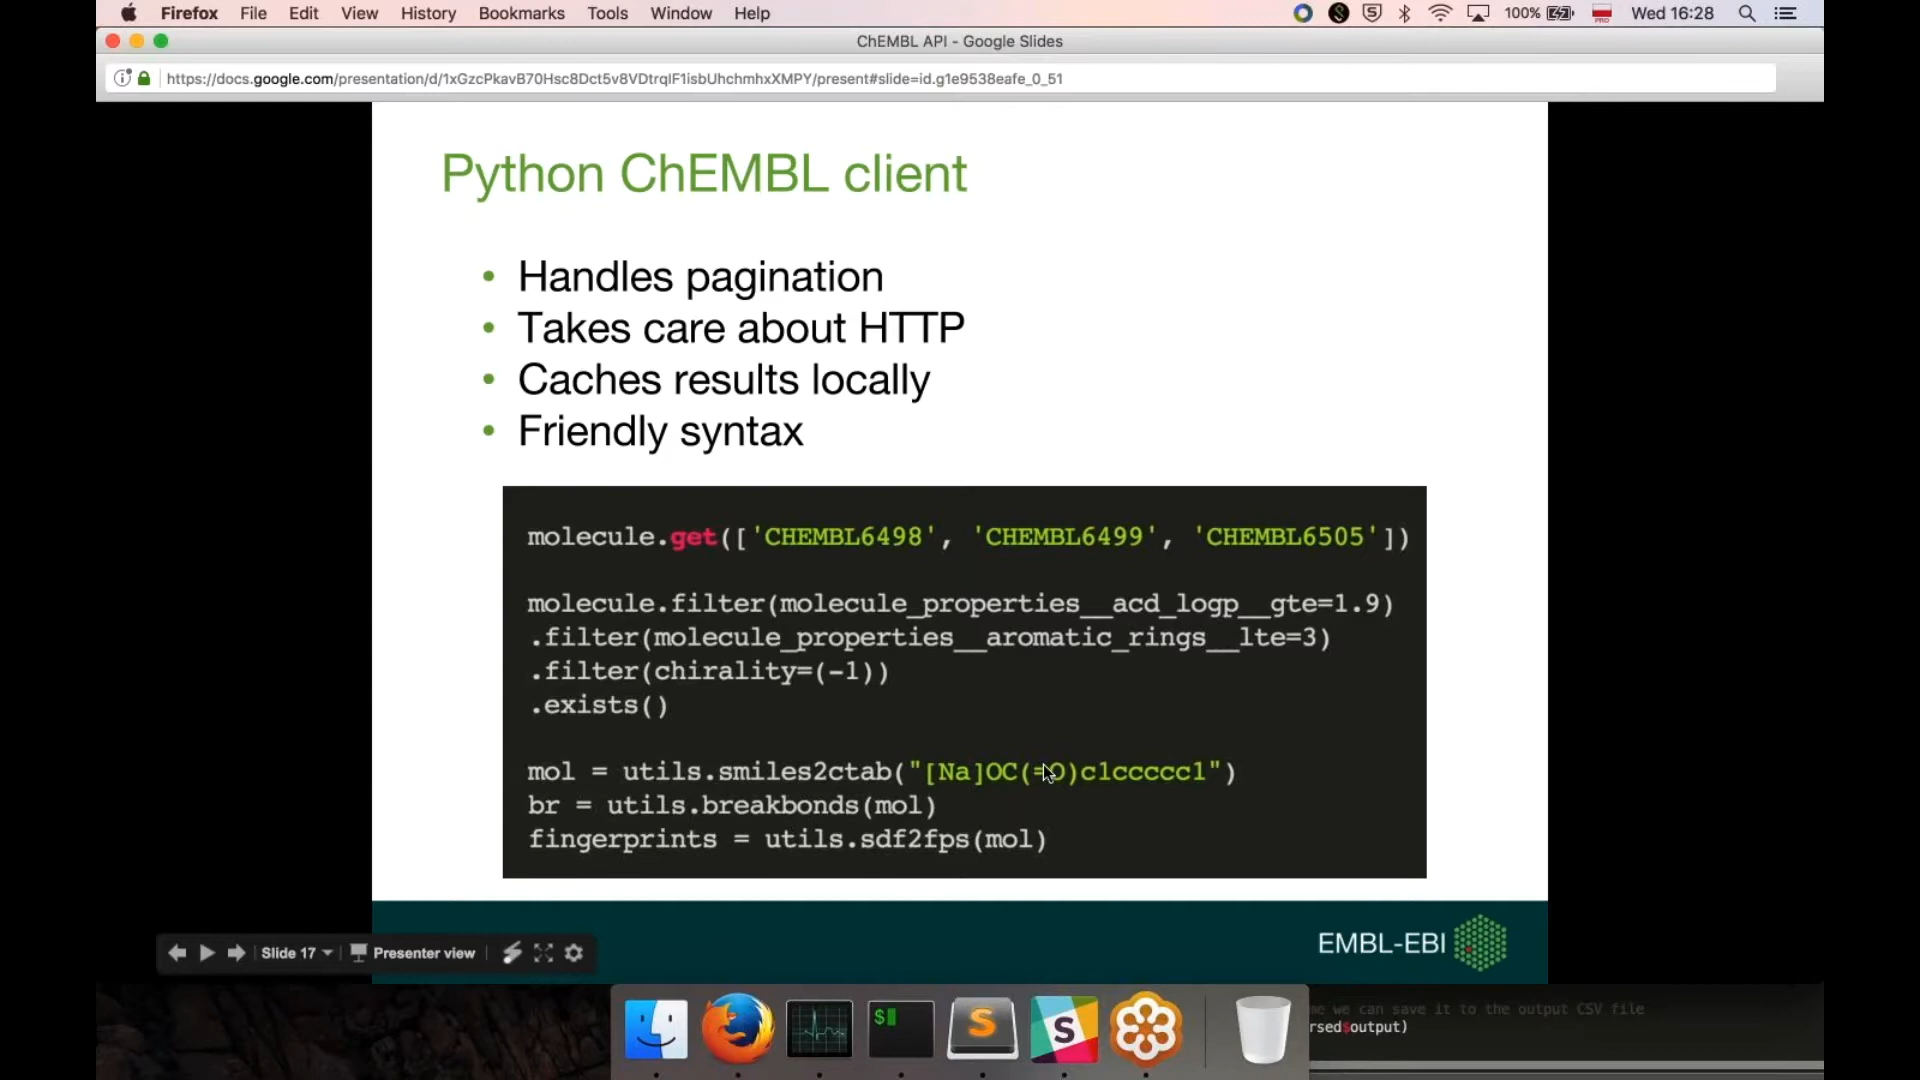 Firefox File Edit View History Bookmarks Tools Window Help 100% PRO Wed 16:28
ChEMBL API - Google Slides
https://docs.google.com/presentation/d/1xGzcPkavB70Hsc8Dct5v8VDtrqIF1isbUhchmhxXMPY/present#slide=id.g1e9538eafe_0_51
Python ChEMBL client
• Handles pagination
• Takes care about HTTP
• Caches results locally
• Friendly syntax
molecule.get(['CHEMBL6498', 'CHEMBL6499', 'CHEMBL6505'])
molecule.filter(molecule_properties__acd_logp__gte=1.9)
.filter(molecule_properties__aromatic_rings__lte=3)
.filter(chirality=(-1))
.exists()
mol = utils.smiles2ctab("[Na]OC(=O)c1ccccc1")
br = utils.breakbonds(mol)
fingerprints = utils.sdf2fps(mol)
EMBL-EBI
Slide 17 Presenter view
me we can save it to the output CSV file
rsed$output)